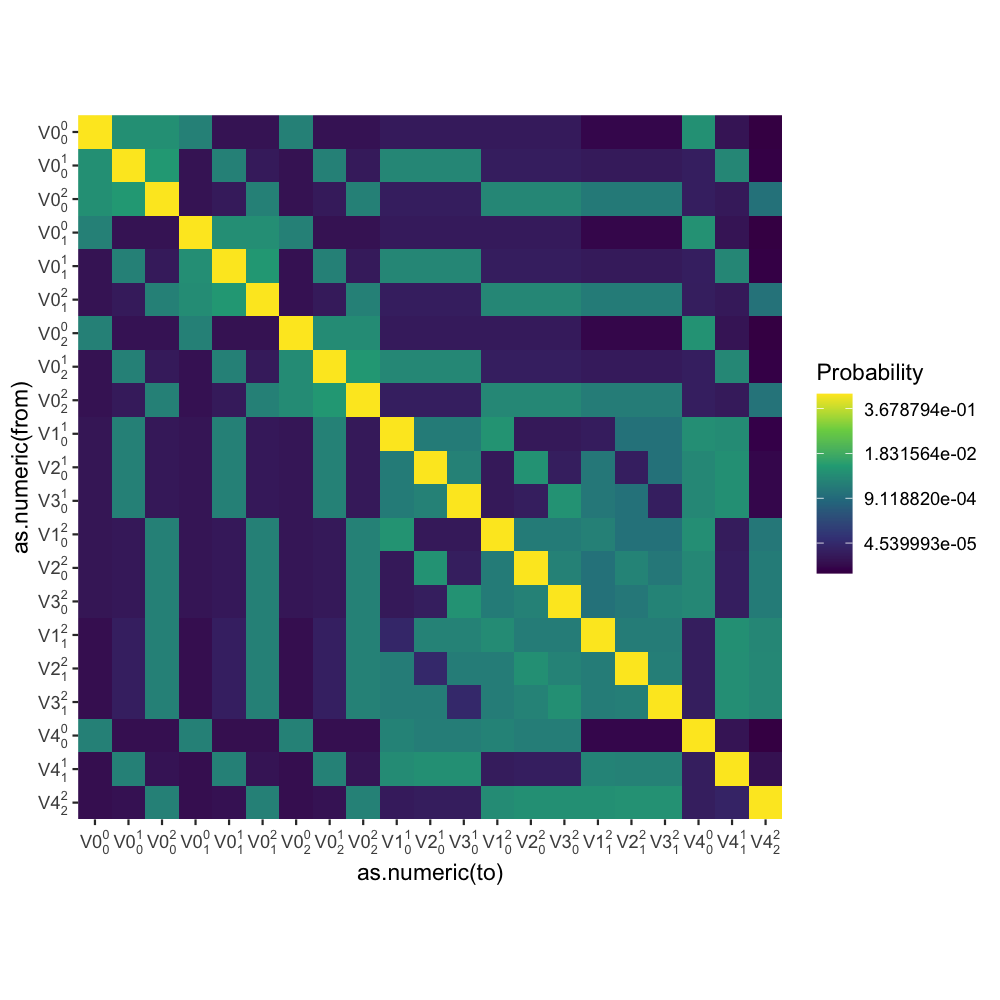 V0⁰₀
V0¹₀
V0²₀
V0⁰₁
V0¹₁
V0²₁
V0⁰₂
V0¹₂
V0²₂
V1¹₀
V2¹₀
V3¹₀
V1²₀
V2²₀
V3²₀
V1²₁
V2²₁
V3²₁
V4⁰₀
V4¹₁
V4²₂
as.numeric(from)
V0⁰₀ V0¹₀ V0²₀ V0⁰₁ V0¹₁ V0²₁ V0⁰₂ V0¹₂ V0²₂ V1¹₀ V2¹₀ V3¹₀ V1²₀ V2²₀ V3²₀ V1²₁ V2²₁ V3²₁ V4⁰₀ V4¹₁ V4²₂
as.numeric(to)
Probability
3.678794e-01
1.831564e-02
9.118820e-04
4.539993e-05